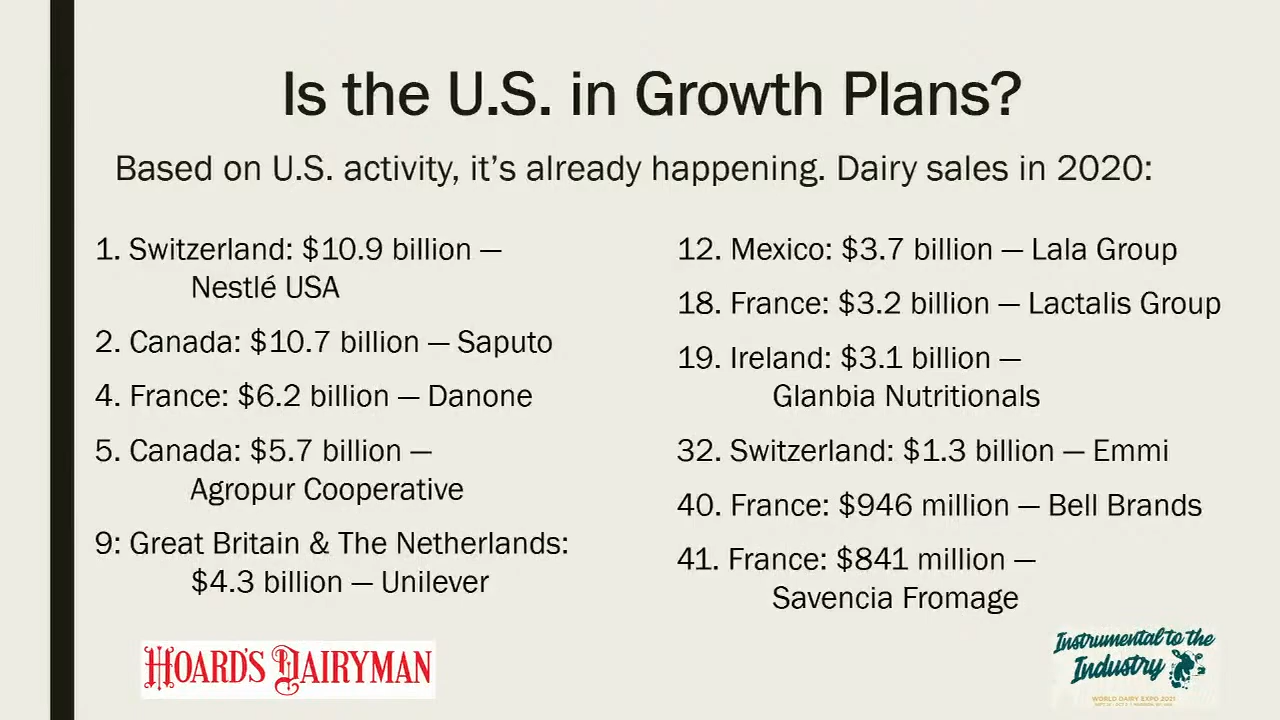 Is the U.S. in Growth Plans?
Based on U.S. activity, it's already happening. Dairy sales in 2020:
1. Switzerland: $10.9 billion —
Nestlé USA
2. Canada: $10.7 billion — Saputo
4. France: $6.2 billion — Danone
5. Canada: $5.7 billion —
Agropur Cooperative
9: Great Britain & The Netherlands:
$4.3 billion — Unilever
12. Mexico: $3.7 billion — Lala Group
18. France: $3.2 billion — Lactalis Group
19. Ireland: $3.1 billion —
Glanbia Nutritionals
32. Switzerland: $1.3 billion — Emmi
40. France: $946 million — Bell Brands
41. France: $841 million —
Savencia Fromage
HOARD'S DAIRYMAN
Instrumental to the
Industry
WORLD DAIRY EXPO 2021